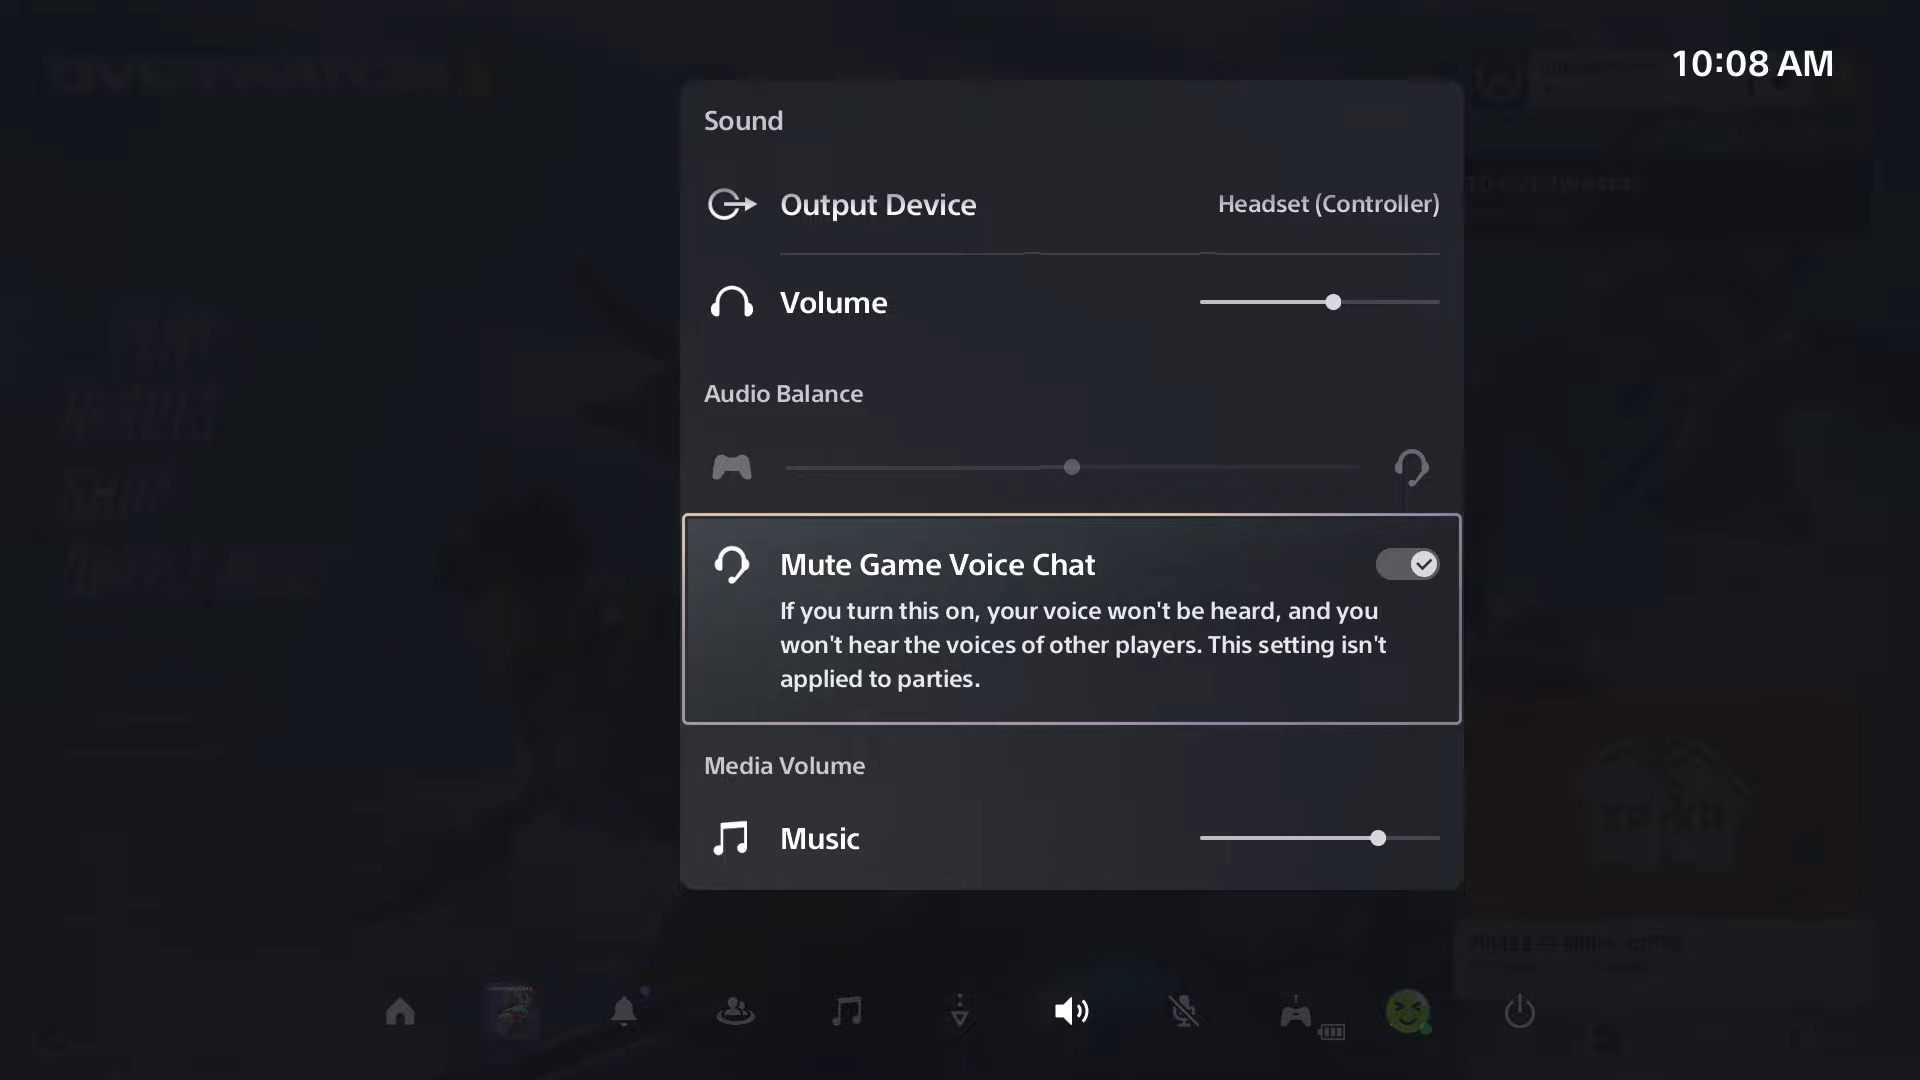 10:08 AM
Sound
Output Device
Headset (Controller)
Volume
Audio Balance
Mute Game Voice Chat
If you turn this on, your voice won't be heard, and you
won't hear the voices of other players. This setting isn't
applied to parties.
Media Volume
Music